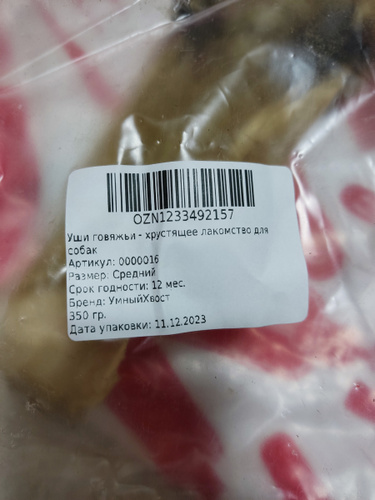 OZN1233492157
Уши говяжьи - хрустящее лакомство для
собак
Артикул: 0000016
Размер: Средний
Срок годности: 12 мес.
Бренд: УмныйХвост
350 гр.
Дата упаковки: 11.12.2023